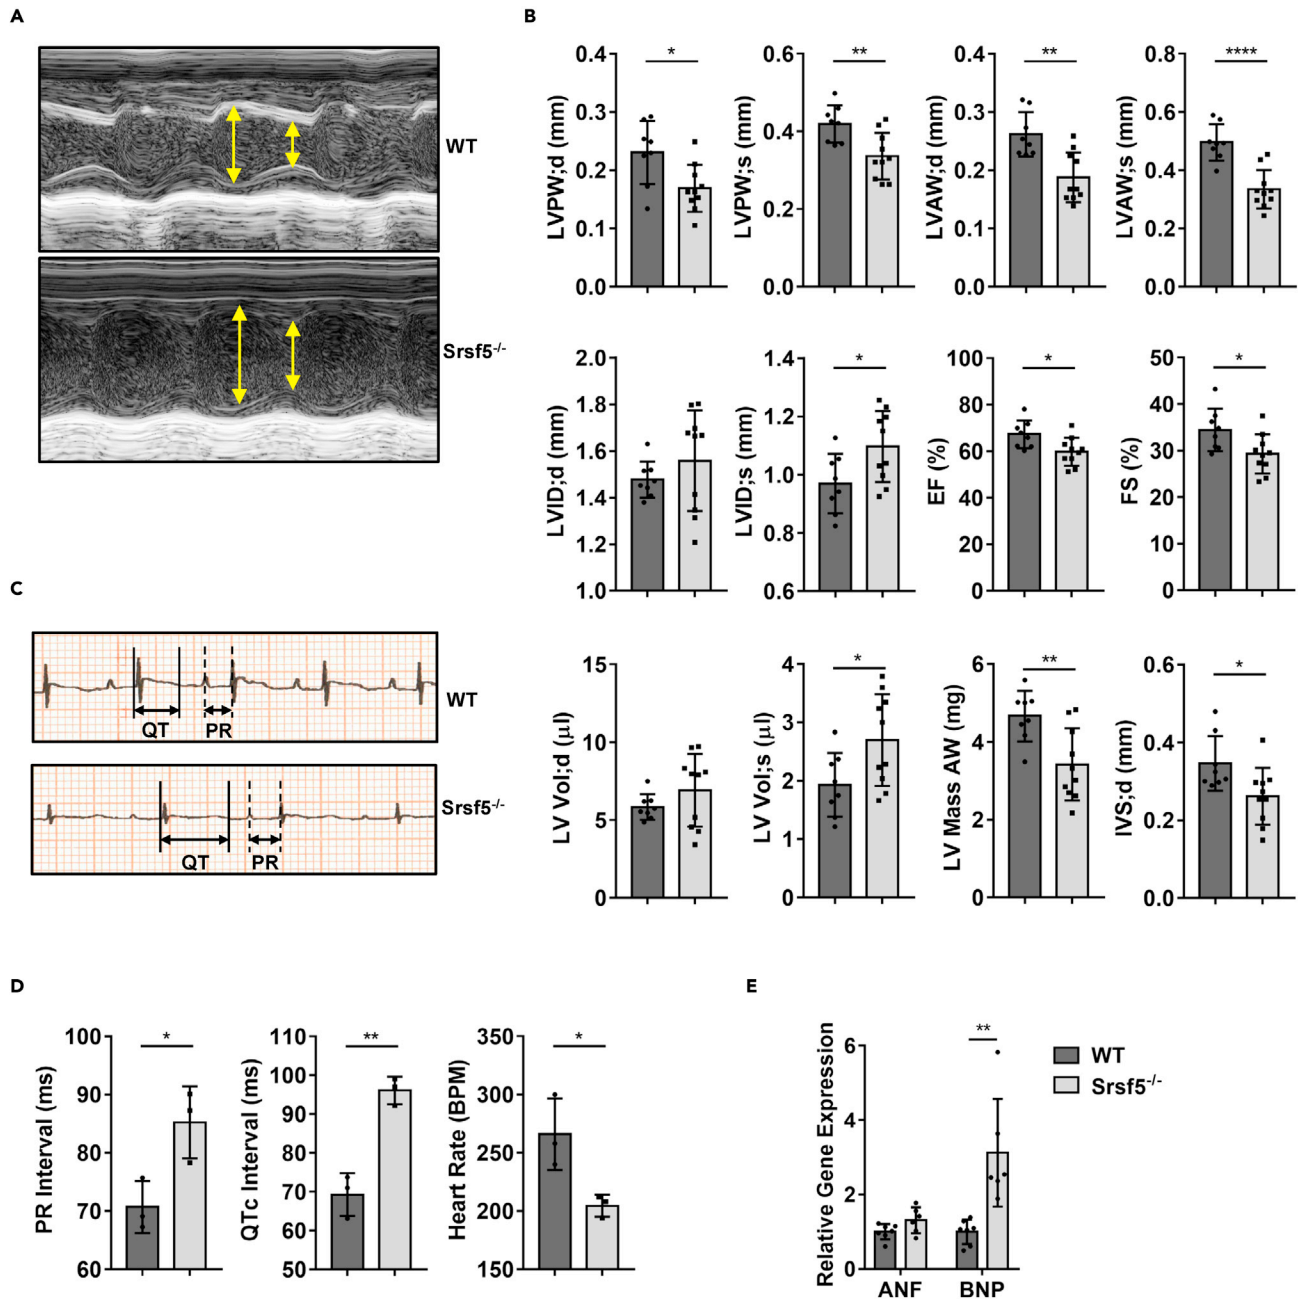 A
WT
Srsf5-/-
B
LVPW;d (mm)
0.4
0.3
0.2
0.1
0.0
*
LVPW;s (mm)
0.6
0.4
0.2
0.0
**
LVAW;d (mm)
0.4
0.3
0.2
0.1
0.0
**
LVAW;s (mm)
0.8
0.6
0.4
0.2
0.0
****
LVID;d (mm)
2.0
1.8
1.6
1.4
1.2
1.0
LVID;s (mm)
1.4
1.2
1.0
0.8
0.6
*
EF (%)
100
80
60
40
20
0
*
FS (%)
50
40
30
20
10
0
*
LV Vol;d (µl)
15
10
5
0
LV Vol;s (µl)
4
3
2
1
0
*
LV Mass AW (mg)
6
4
2
0
**
IVS;d (mm)
0.6
0.4
0.2
0.0
*
C
QT
PR
WT
QT
PR
Srsf5-/-
D
PR Interval (ms)
100
90
80
70
60
*
QTc Interval (ms)
110
100
90
80
70
60
50
**
Heart Rate (BPM)
350
300
250
200
150
*
E
Relative Gene Expression
6
4
2
0
**
ANF
BNP
WT
Srsf5-/-